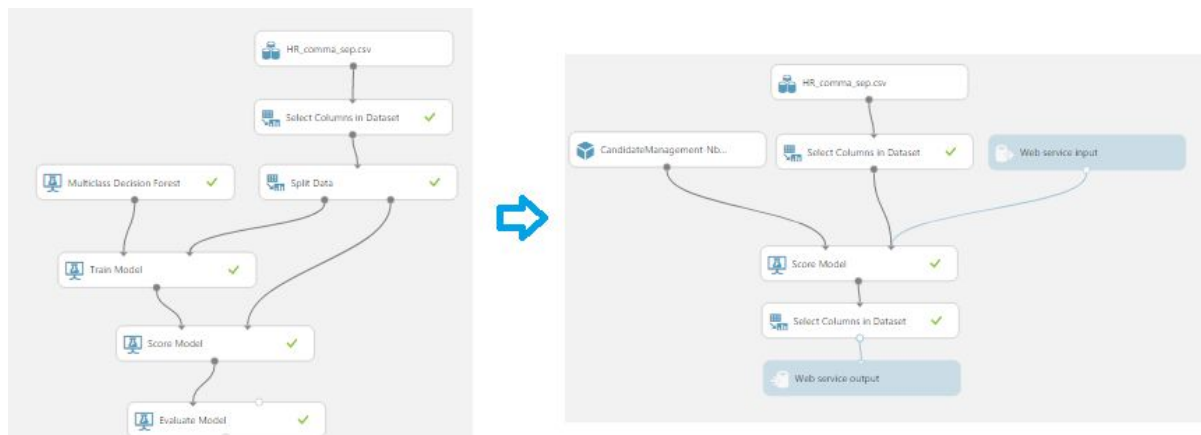 HR_comma_sep.csv
Select Columns in Dataset
Multiclass Decision Forest
Split Data
Train Model
Score Model
Evaluate Model
HR_comma_sep.csv
CandidateManagement-Nb...
Select Columns in Dataset
Web service input
Score Model
Select Columns in Dataset
Web service output